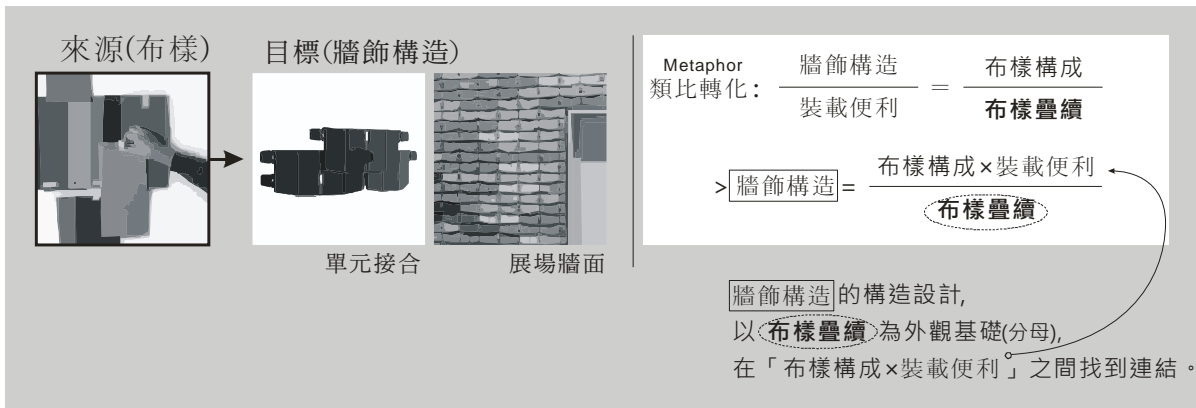 來源(布樣)
目標(牆飾構造)
單元接合
展場牆面
Metaphor
類比轉化：
牆飾構造
裝載便利
=
布樣構成
布樣疊續
>牆飾構造=
布樣構成×裝載便利
布樣疊續
牆飾構造的構造設計,
以布樣疊續為外觀基礎(分母),
在「布樣構成×裝載便利」之間找到連結。